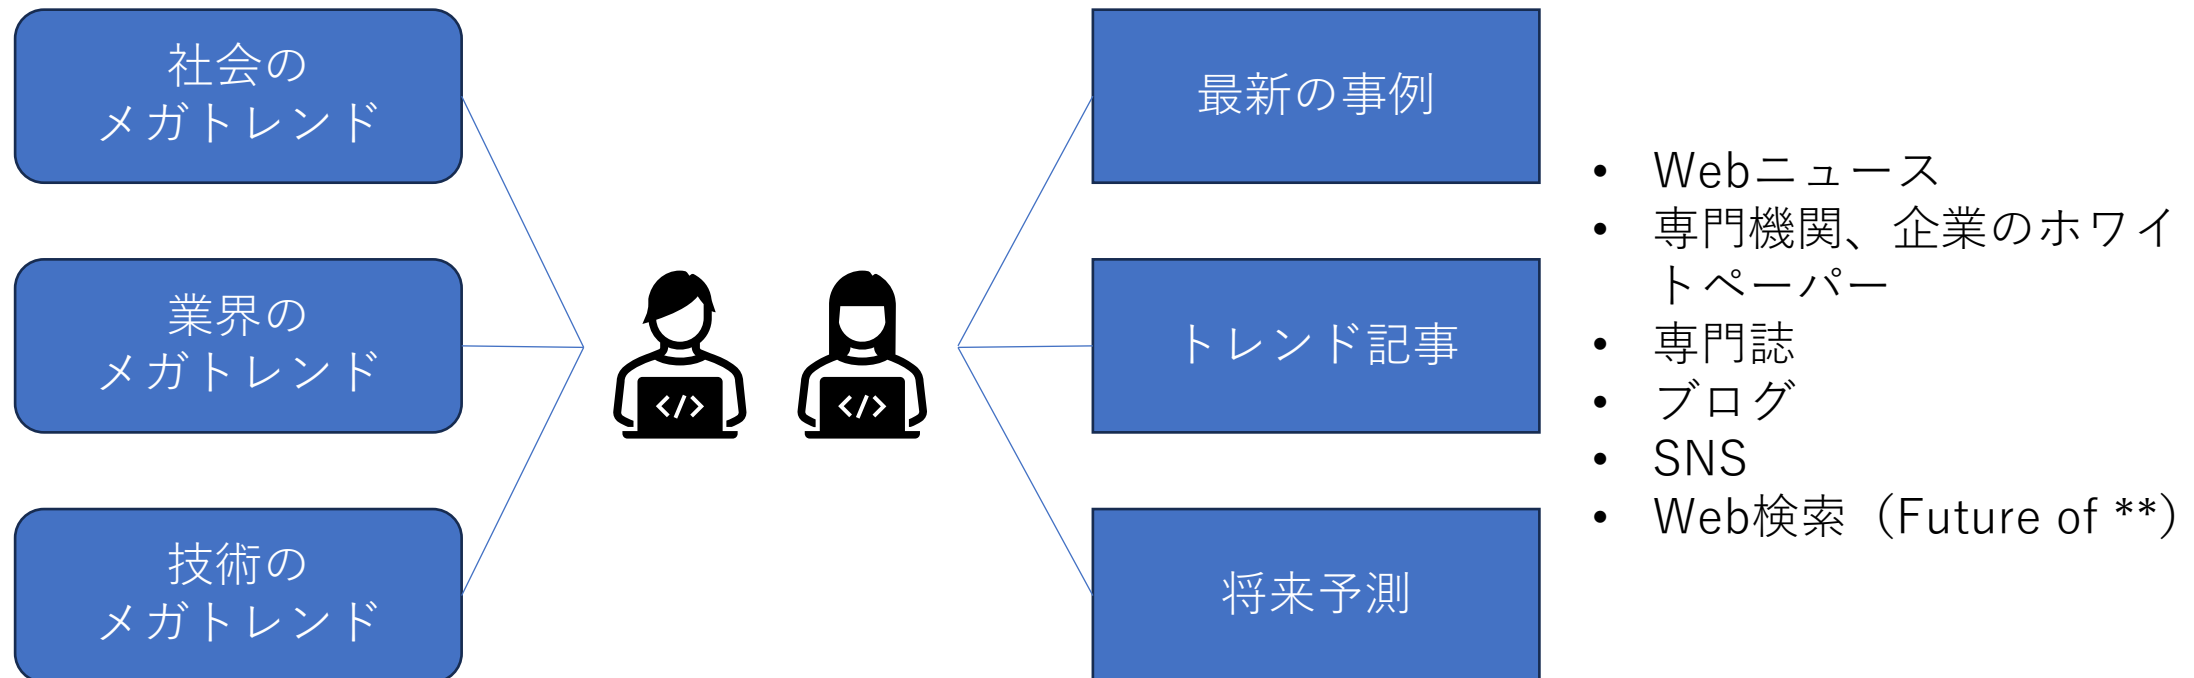 社会の
メガトレンド
業界の
メガトレンド
技術の
メガトレンド
</>
</>
最新の事例
トレンド記事
将来予測
• Webニュース
• 専門機関、企業のホワイ
トペーパー
• 専門誌
• ブログ
• SNS
• Web検索（Future of **）